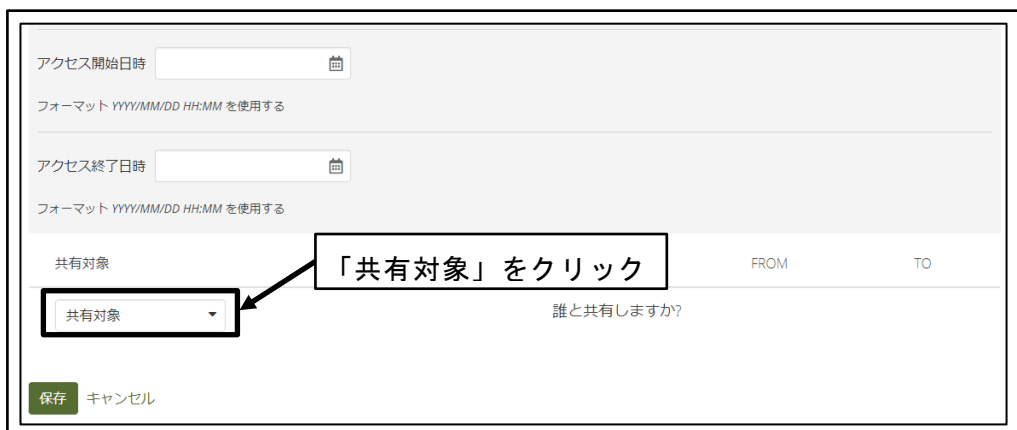 アクセス開始日時
フォーマット YYYY/MM/DD HH:MM を使用する
アクセス終了日時
フォーマット YYYY/MM/DD HH:MM を使用する
共有対象 「共有対象」をクリック FROM TO
共有対象 誰と共有しますか?
保存 キャンセル